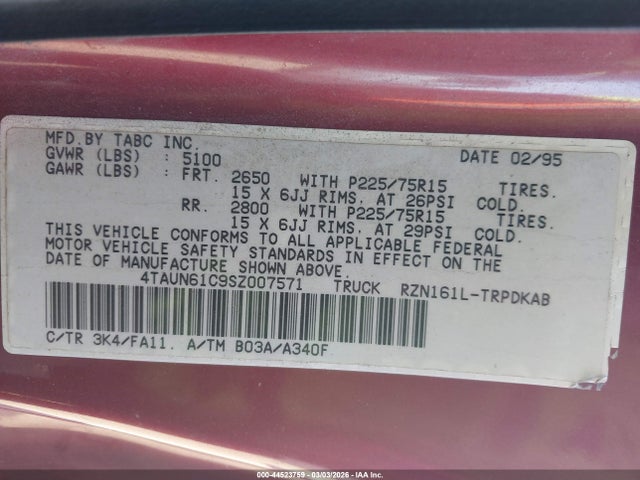 MFD.BY TABC INC. DATE 02/95
GVWR (LBS) : 5100
GAWR (LBS) : FRT. 2650 WITH P225/75R15 TIRES.
15 X 6JJ RIMS, AT 26PSI COLD.
RR. 2800 WITH P225/75R15 TIRES.
15 X 6JJ RIMS, AT 29PSI COLD.
THIS VEHICLE CONFORMS TO ALL APPLICABLE FEDERAL
MOTOR VEHICLE SAFETY STANDARDS IN EFFECT ON THE
DATE OF MANUFACTURE SHOWN ABOVE.
4TAUN61C9SZ007571 TRUCK RZN161L-TRPDKAB
C/TR 3K4/FA11. A/TM B03A/A340F
000-44523759 - 03/03/2026 - IAA Inc.